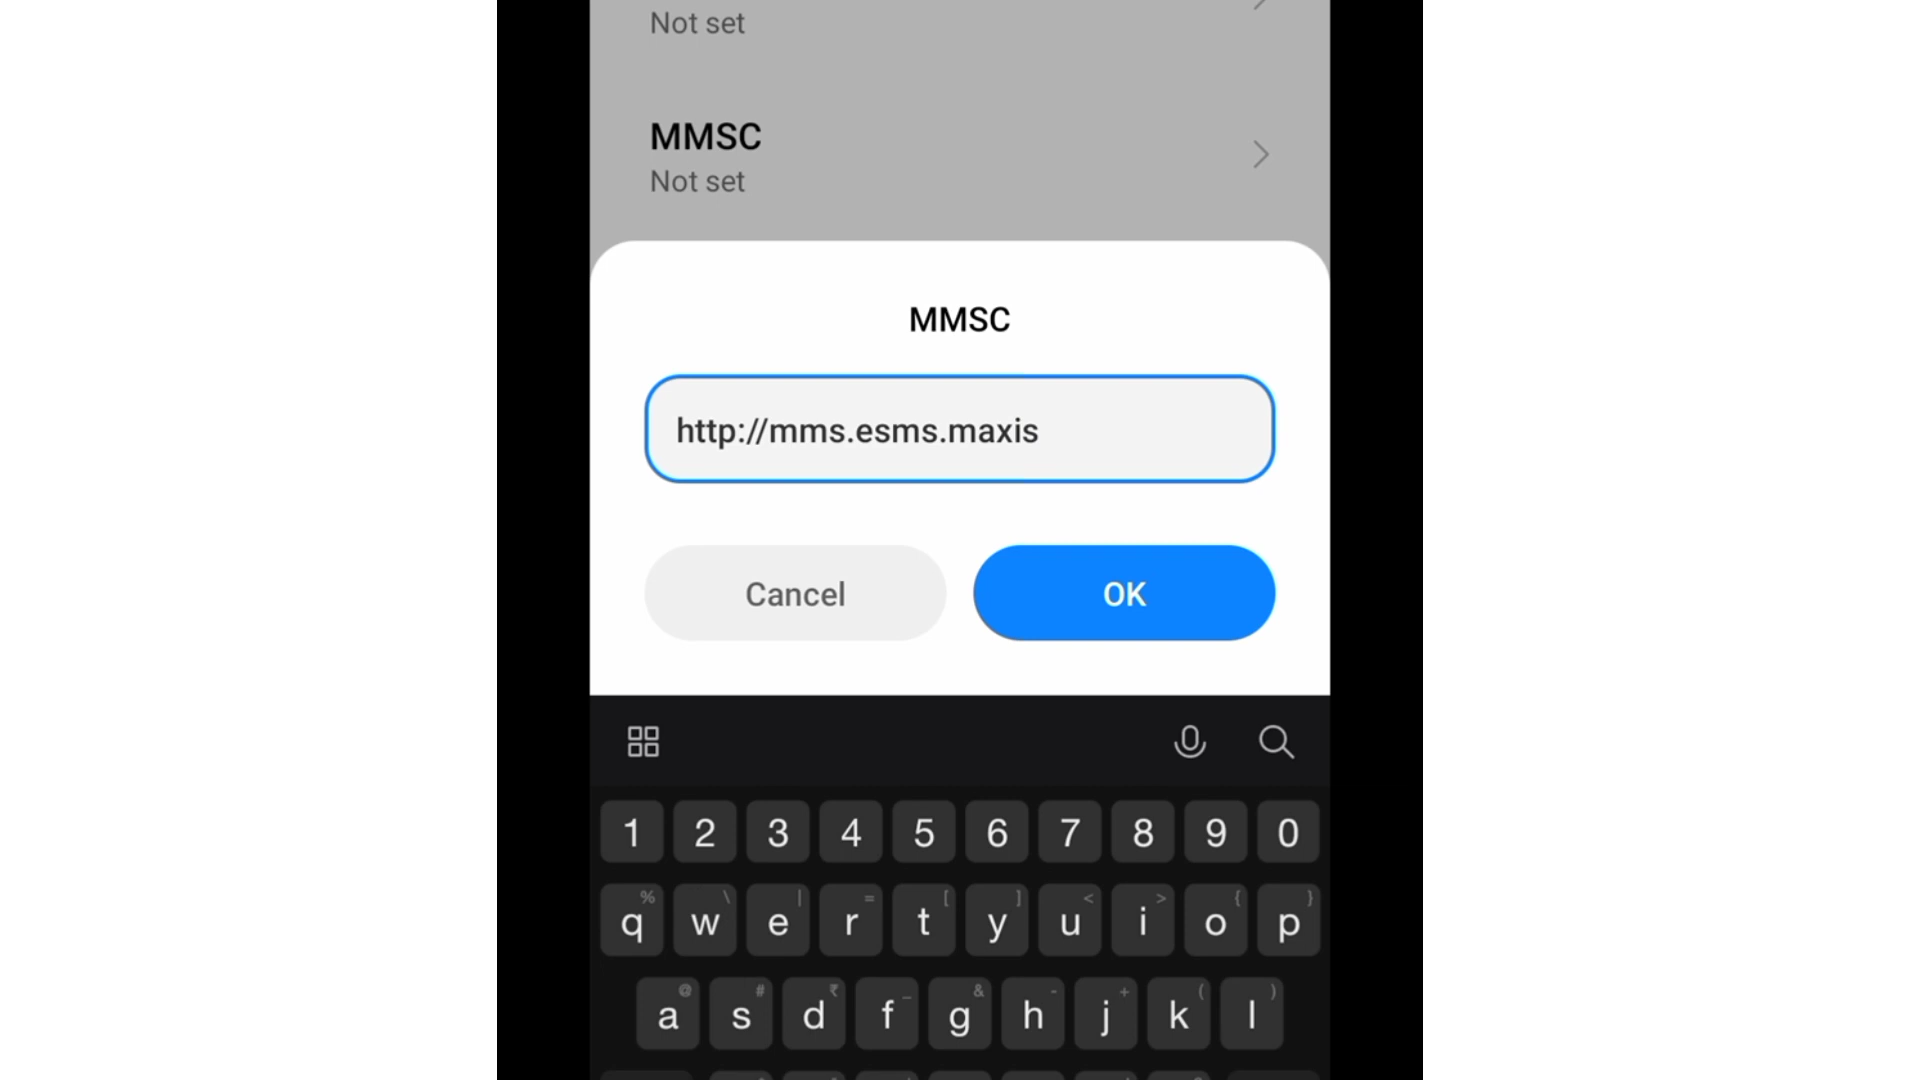 Not set
MMSC
Not set
MMSC
http://mms.esms.maxis
Cancel OK
1 2 3 4 5 6 7 8 9 0
% \ | = [ ] < > { }
q w e r t y u i o p
@ # ₹ _ & - + ( )
a s d f g h j k l